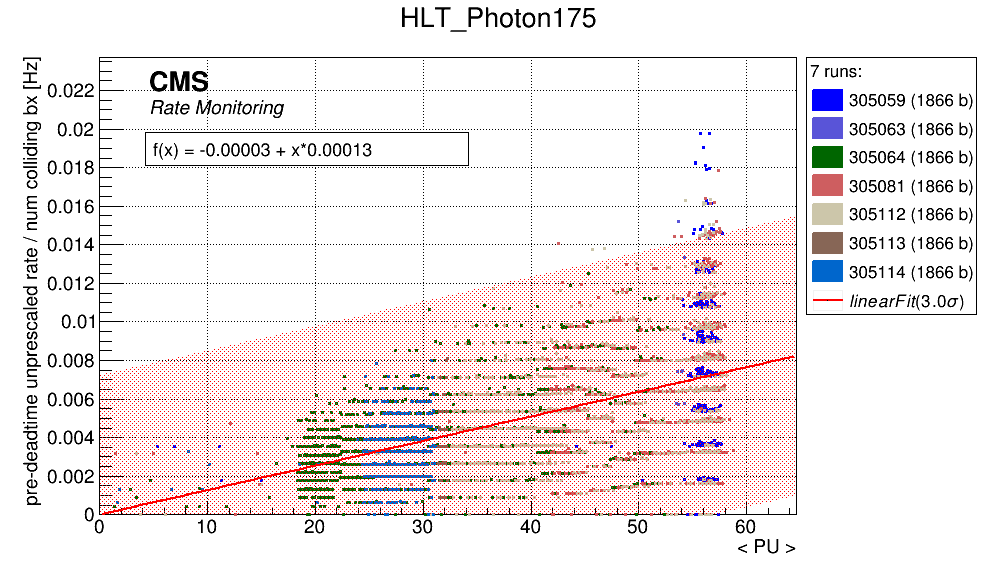 HLT_Photon175
pre-deadtime unprescaled rate / num colliding bx [Hz]
CMS
Rate Monitoring
f(x) = -0.00003 + x*0.00013
0.022
0.02
0.018
0.016
0.014
0.012
0.01
0.008
0.006
0.004
0.002
0
0 10 20 30 40 50 60
< PU >
7 runs:
305059 (1866 b)
305063 (1866 b)
305064 (1866 b)
305081 (1866 b)
305112 (1866 b)
305113 (1866 b)
305114 (1866 b)
linearFit(3.0σ)